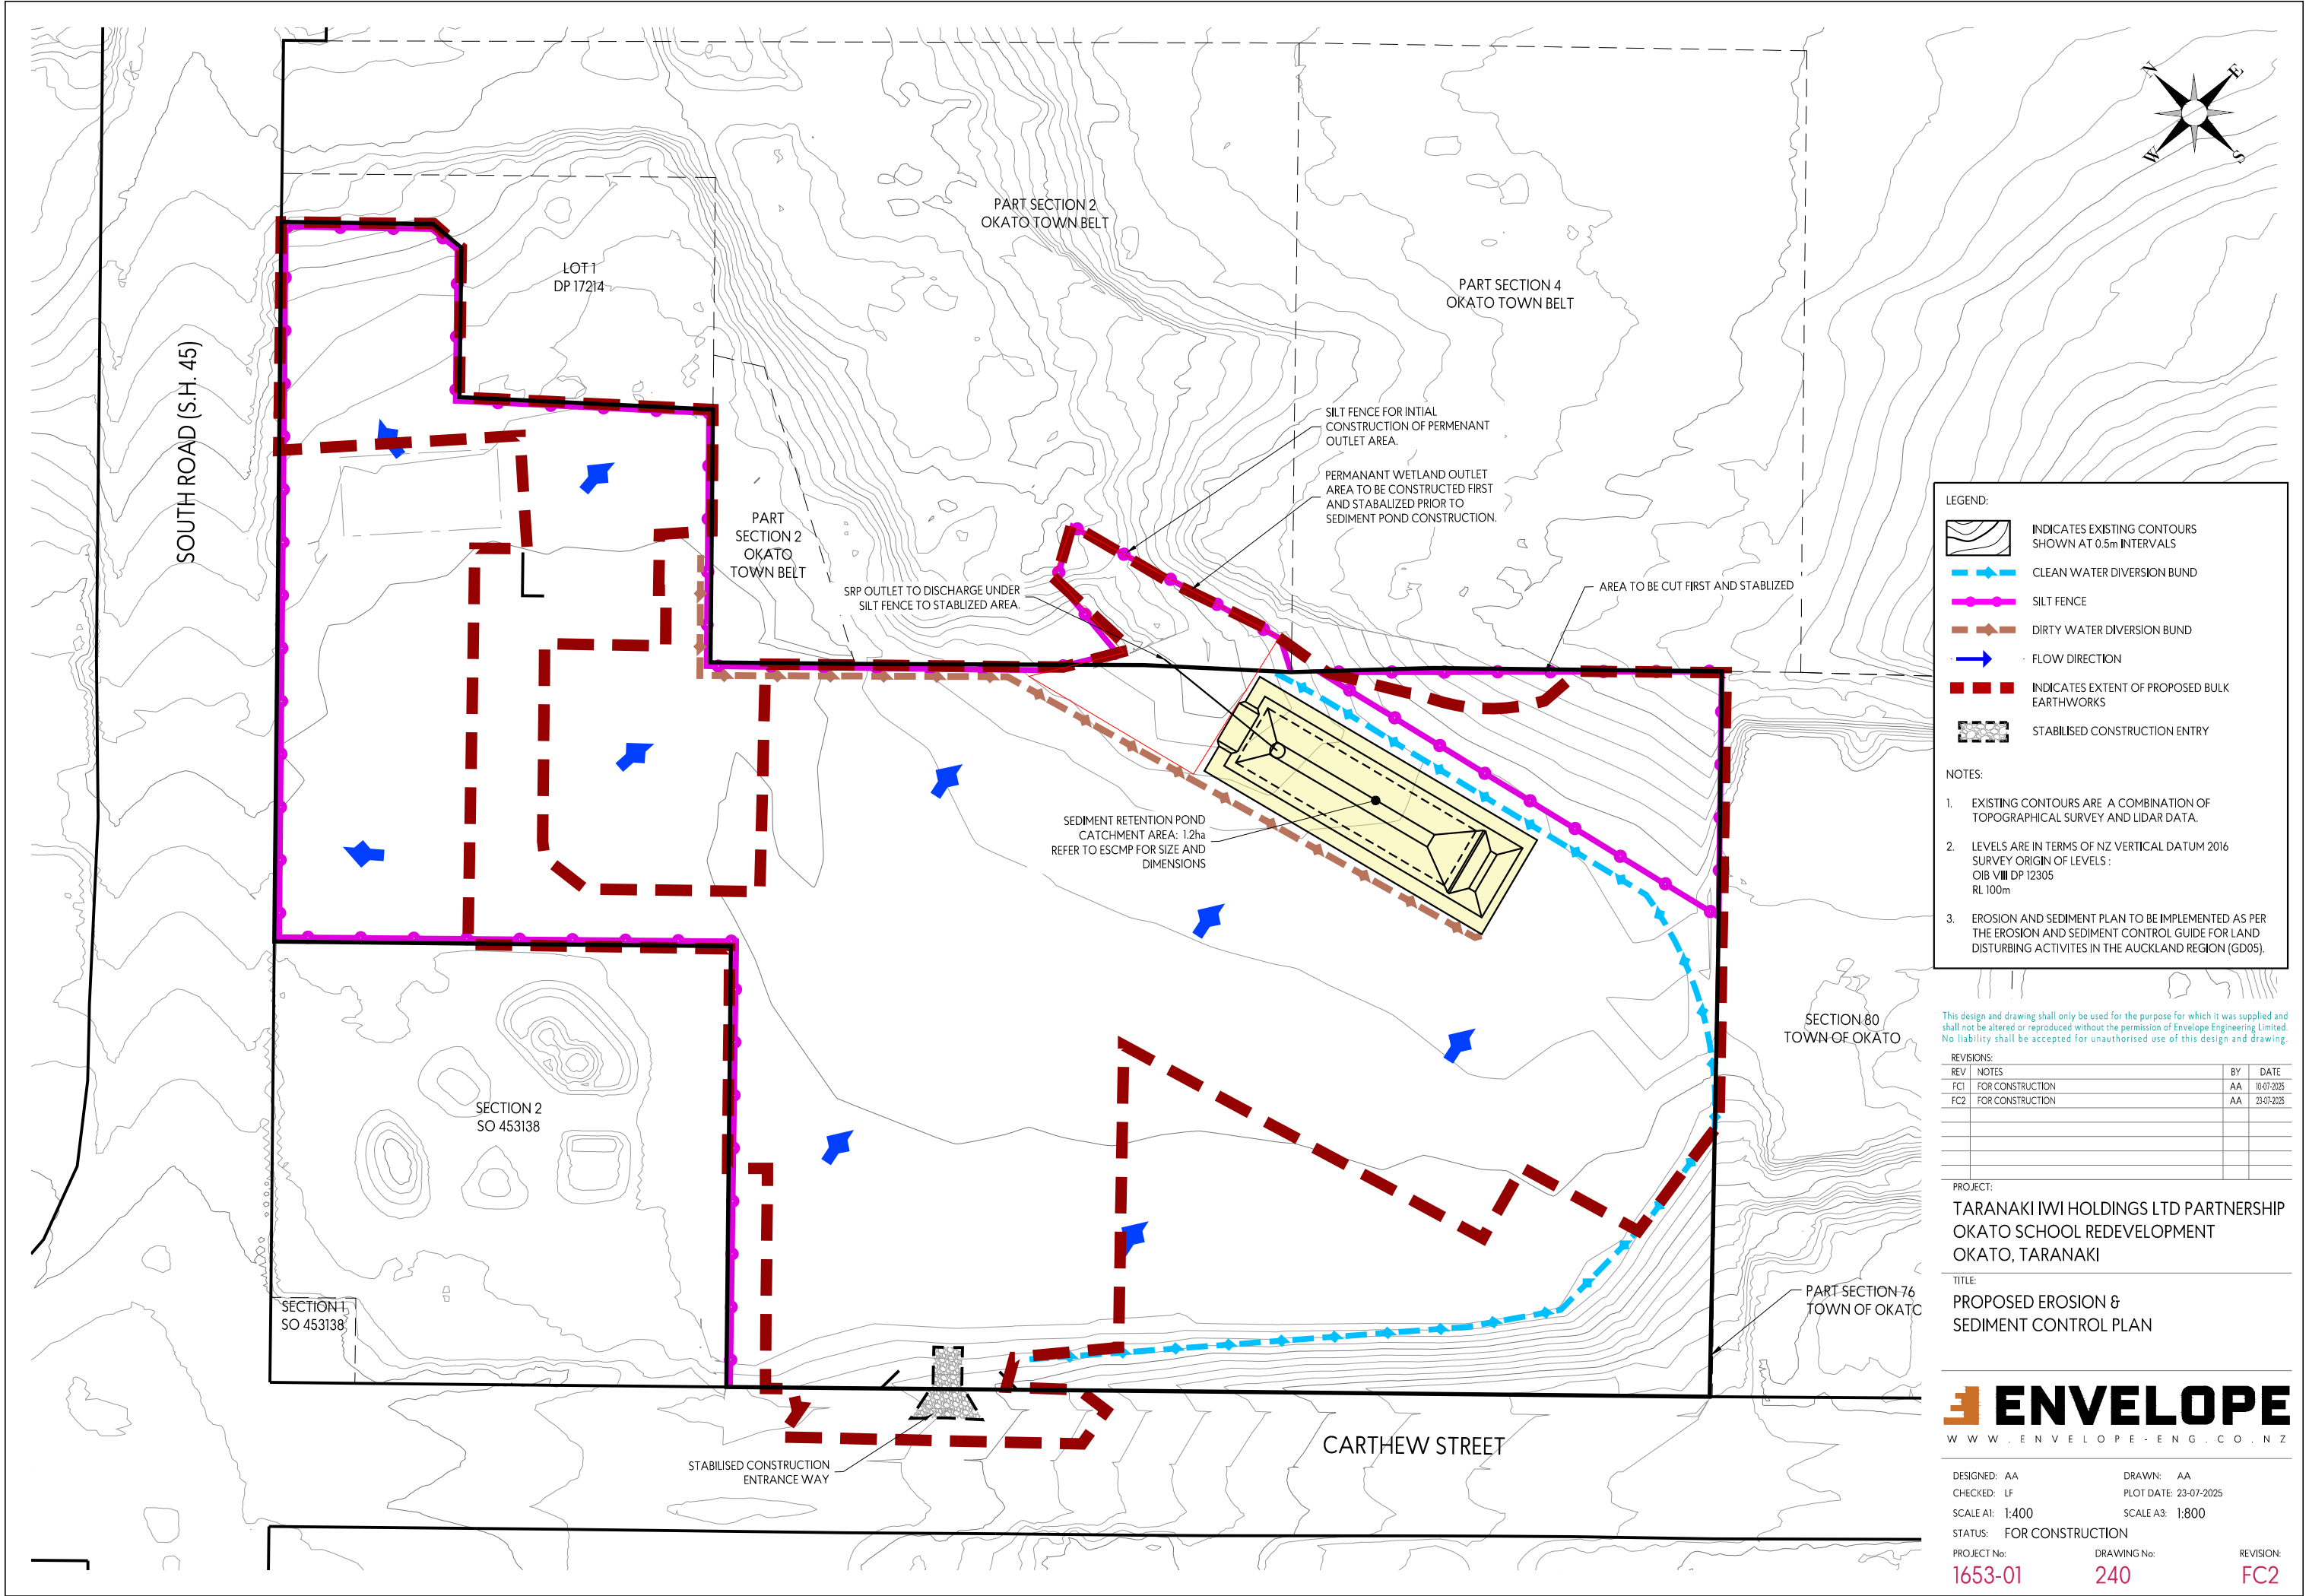 N
E
W
S
SOUTH ROAD (S.H. 45)
LOT 1
DP 17214
PART SECTION 2
OKATO TOWN BELT
PART SECTION 4
OKATO TOWN BELT
PART
SECTION 2
OKATO
TOWN BELT
SILT FENCE FOR INTIAL
CONSTRUCTION OF PERMENANT
OUTLET AREA.
PERMANANT WETLAND OUTLET
AREA TO BE CONSTRUCTED FIRST
AND STABALIZED PRIOR TO
SEDIMENT POND CONSTRUCTION.
SRP OUTLET TO DISCHARGE UNDER
SILT FENCE TO STABLIZED AREA.
AREA TO BE CUT FIRST AND STABLIZED
SEDIMENT RETENTION POND
CATCHMENT AREA: 1.2ha
REFER TO ESCMP FOR SIZE AND
DIMENSIONS
SECTION 2
SO 453138
SECTION 1
SO 453138
SECTION 80
TOWN OF OKATO
PART SECTION 76
TOWN OF OKATO
STABILISED CONSTRUCTION
ENTRANCE WAY
CARTHEW STREET
LEGEND:
INDICATES EXISTING CONTOURS
SHOWN AT 0.5m INTERVALS
CLEAN WATER DIVERSION BUND
SILT FENCE
DIRTY WATER DIVERSION BUND
FLOW DIRECTION
INDICATES EXTENT OF PROPOSED BULK
EARTHWORKS
STABILISED CONSTRUCTION ENTRY
NOTES:
1. EXISTING CONTOURS ARE A COMBINATION OF
TOPOGRAPHICAL SURVEY AND LIDAR DATA.
2. LEVELS ARE IN TERMS OF NZ VERTICAL DATUM 2016
SURVEY ORIGIN OF LEVELS :
OIB VIII DP 12305
RL 100m
3. EROSION AND SEDIMENT PLAN TO BE IMPLEMENTED AS PER
THE EROSION AND SEDIMENT CONTROL GUIDE FOR LAND
DISTURBING ACTIVITES IN THE AUCKLAND REGION (GD05).
This design and drawing shall only be used for the purpose for which it was supplied and
shall not be altered or reproduced without the permission of Envelope Engineering Limited.
No liability shall be accepted for unauthorised use of this design and drawing.
REVISIONS:
REV NOTES BY DATE
FC1 FOR CONSTRUCTION AA 10-07-2025
FC2 FOR CONSTRUCTION AA 23-07-2025
PROJECT:
TARANAKI IWI HOLDINGS LTD PARTNERSHIP
OKATO SCHOOL REDEVELOPMENT
OKATO, TARANAKI
TITLE:
PROPOSED EROSION &
SEDIMENT CONTROL PLAN
ENVELOPE
WWW.ENVELOPE-ENG.CO.NZ
DESIGNED: AA DRAWN: AA
CHECKED: LF PLOT DATE: 23-07-2025
SCALE A1: 1:400 SCALE A3: 1:800
STATUS: FOR CONSTRUCTION
PROJECT No: DRAWING No: REVISION:
1653-01 240 FC2